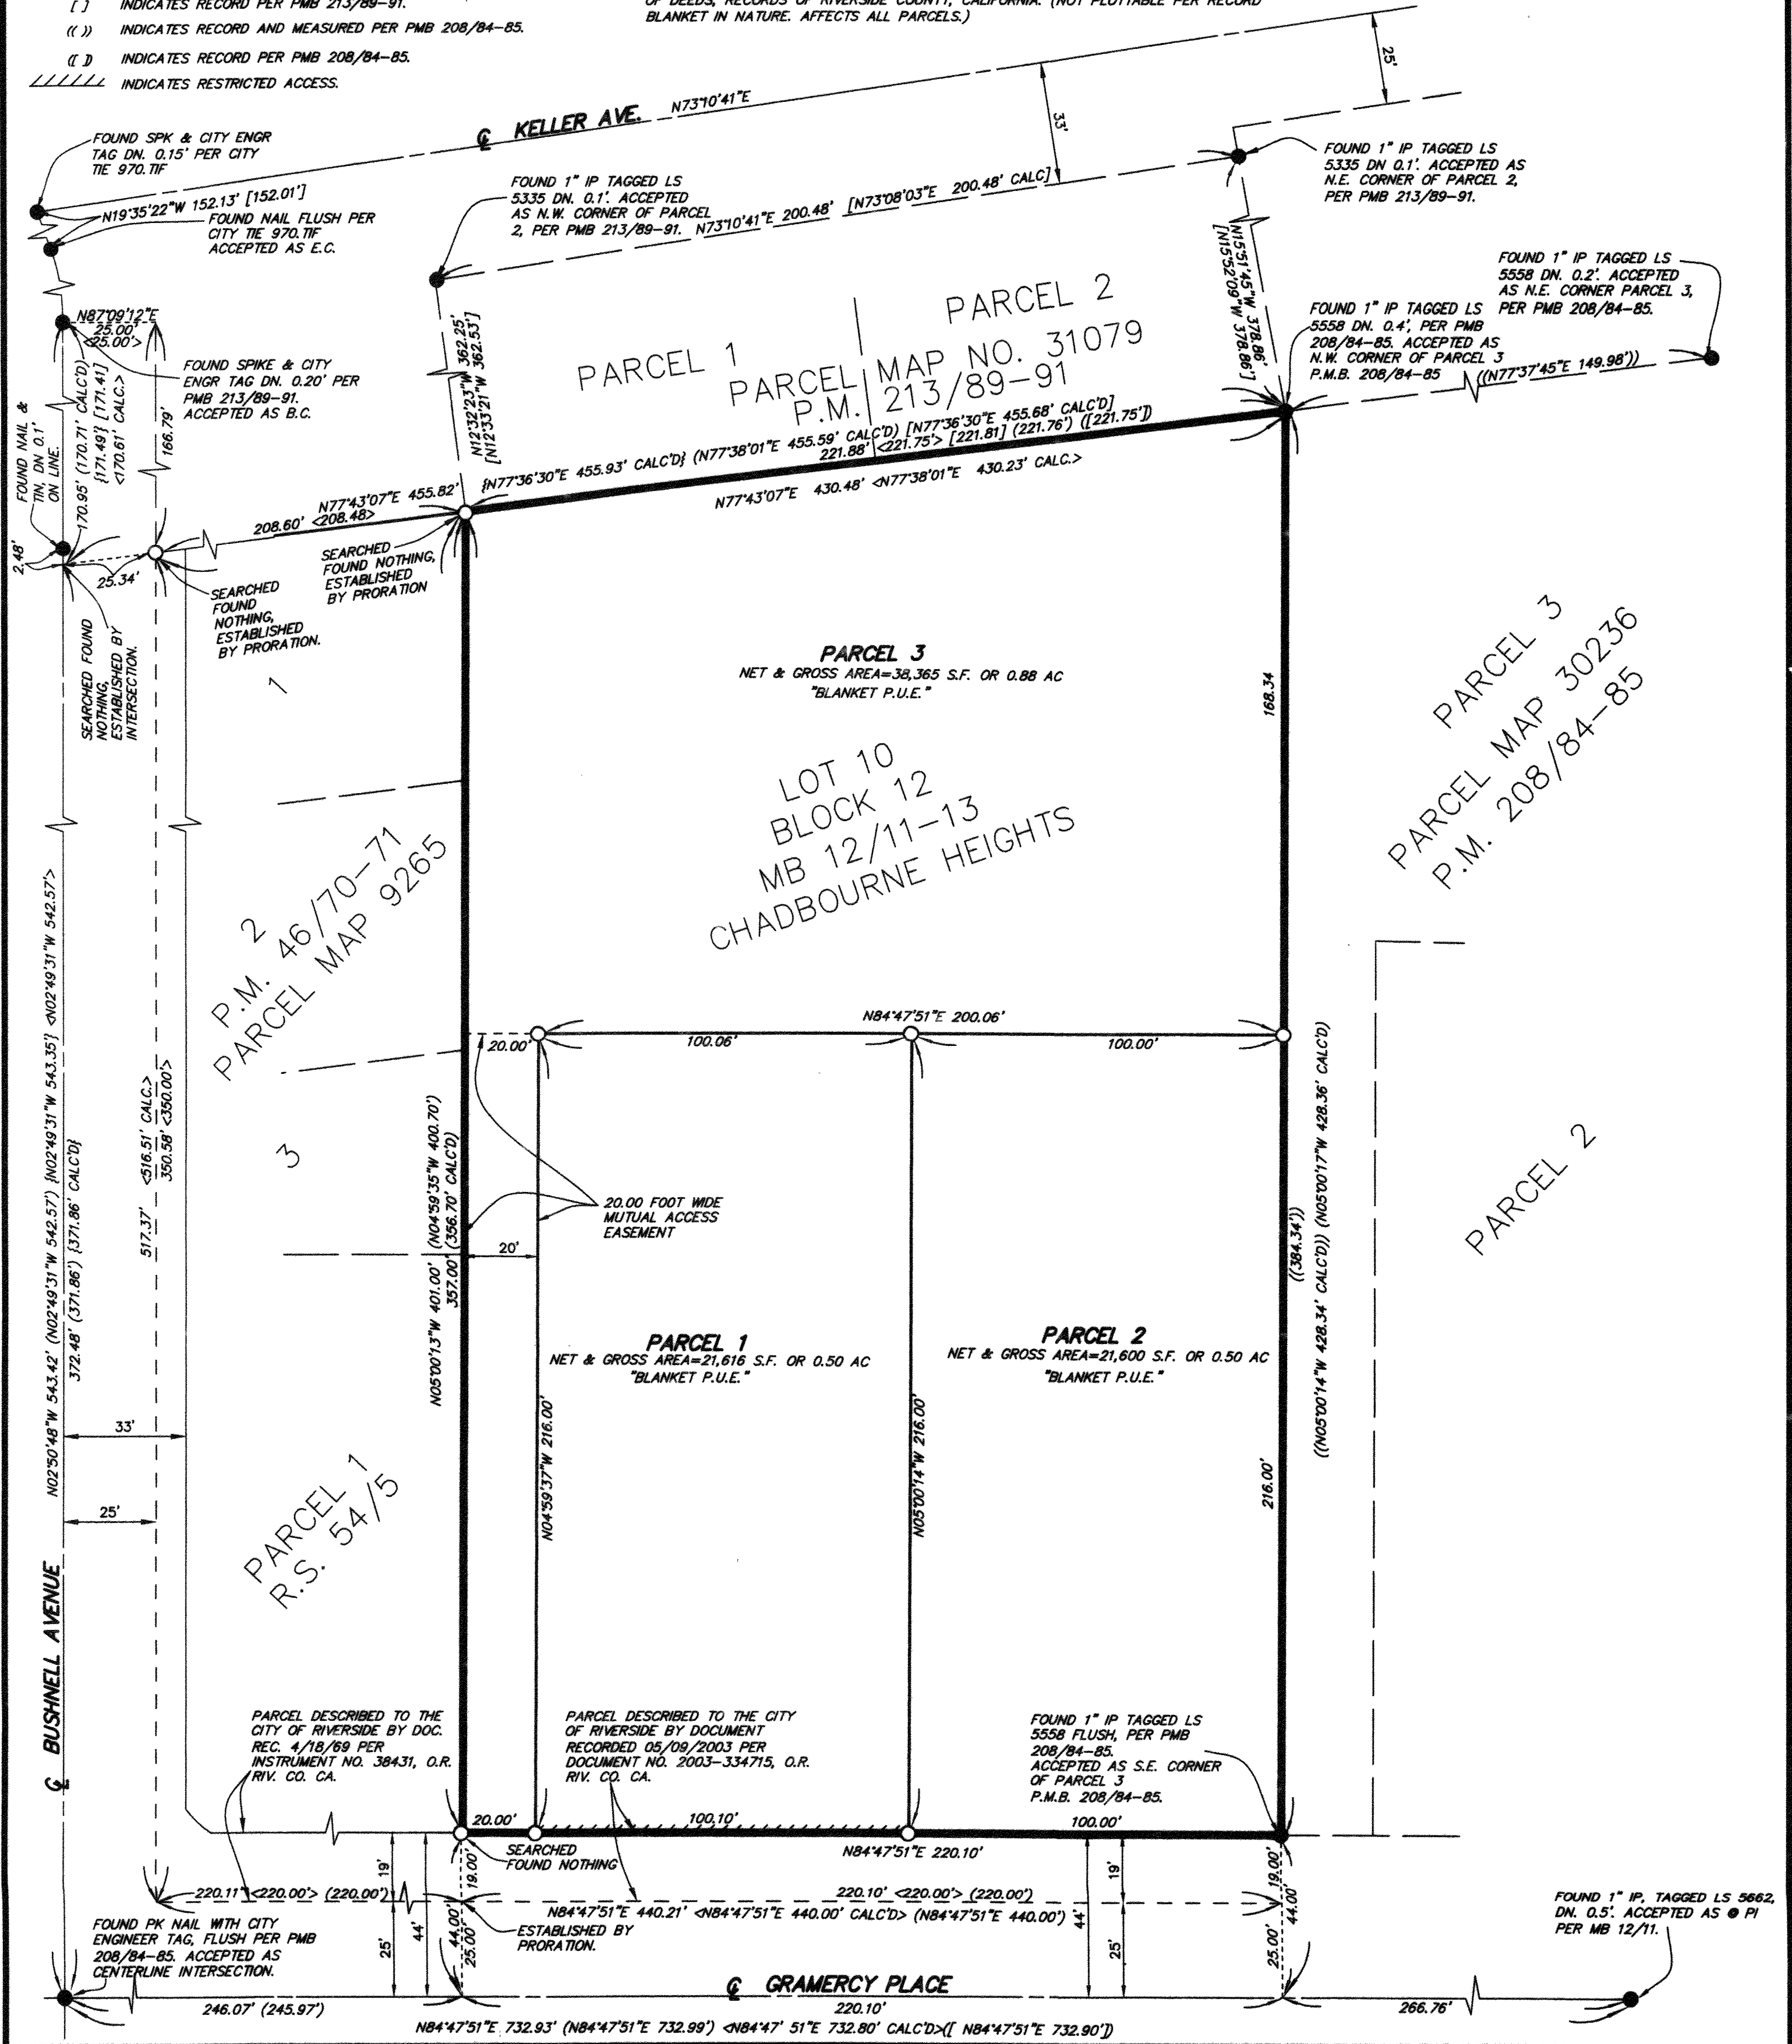 [ ] INDICATES RECORD PER PMB 213/89-91.
(( )) INDICATES RECORD AND MEASURED PER PMB 208/84-85.
([ ]) INDICATES RECORD PER PMB 208/84-85.
INDICATES RESTRICTED ACCESS.
OF DEEDS, RECORDS OF RIVERSIDE COUNTY, CALIFORNIA. (NOT PLOTTABLE PER RECORD
BLANKET IN NATURE. AFFECTS ALL PARCELS.)
25'
33'
℄ KELLER AVE. N73°10'41"E
FOUND SPK & CITY ENGR
TAG DN. 0.15' PER CITY
TIE 970.TIF
N19°35'22"W 152.13' [152.01']
FOUND NAIL FLUSH PER
CITY TIE 970.TIF
ACCEPTED AS E.C.
FOUND 1" IP TAGGED LS
5335 DN. 0.1'. ACCEPTED
AS N.W. CORNER OF PARCEL
2, PER PMB 213/89-91.
N73°10'41"E 200.48' [N73°08'03"E 200.48' CALC]
FOUND 1" IP TAGGED LS
5335 DN 0.1'. ACCEPTED AS
N.E. CORNER OF PARCEL 2,
PER PMB 213/89-91.
N15°51'45"W 378.86'
[N15°52'09"W 378.86']
FOUND 1" IP TAGGED LS
5558 DN. 0.2'. ACCEPTED
AS N.E. CORNER PARCEL 3,
PER PMB 208/84-85.
FOUND 1" IP TAGGED LS
5558 DN. 0.4', PER PMB
208/84-85. ACCEPTED AS
N.W. CORNER OF PARCEL 3
P.M.B. 208/84-85
((N77°37'45"E 149.98'))
N87°09'12"E
25.00'
<25.00'>
FOUND SPIKE & CITY
ENGR TAG DN. 0.20' PER
PMB 213/89-91.
ACCEPTED AS B.C.
FOUND NAIL &
TIN, DN 0.1'
ON LINE.
170.95' (170.71' CALC'D)
{171.49'} [171.41]
<170.61' CALC.>
166.79'
2.48'
25.34'
N12°32'23"W 362.25'
[N12°33'21"W 362.53']
PARCEL 1
PARCEL 2
PARCEL MAP NO. 31079
P.M. 213/89-91
{N77°36'30"E 455.93' CALC'D} (N77°38'01"E 455.59' CALC'D) [N77°36'30"E 455.68' CALC'D]
221.88' <221.75'> [221.81] (221.76') ([221.75'])
N77°43'07"E 430.48' <N77°38'01"E 430.23' CALC.>
N77°43'07"E 455.82'
208.60' <208.48>
SEARCHED
FOUND NOTHING,
ESTABLISHED
BY PRORATION
SEARCHED
FOUND
NOTHING,
ESTABLISHED
BY PRORATION.
SEARCHED FOUND
NOTHING,
ESTABLISHED BY
INTERSECTION.
1
PARCEL 3
NET & GROSS AREA=38,365 S.F. OR 0.88 AC
"BLANKET P.U.E."
168.34
PARCEL 3
PARCEL MAP 30236
P.M. 208/84-85
LOT 10
BLOCK 12
MB 12/11-13
CHADBOURNE HEIGHTS
2
P.M. 46/70-71
PARCEL MAP 9265
3
N84°47'51"E 200.06'
20.00'
100.06'
100.00'
20.00 FOOT WIDE
MUTUAL ACCESS
EASEMENT
20'
N02°50'48"W 543.42' (N02°49'31"W 542.57') {N02°49'31"W 543.35'} <N02°49'31"W 542.57'>
372.48' (371.86') {371.86' CALC'D}
517.37' <516.51' CALC.>
350.58' <350.00'>
N05°00'13"W 401.00' (N04°59'35"W 400.70')
357.00' (356.70' CALC'D)
((384.34'))
((N05°00'14"W 428.34' CALC'D)) (N05°00'17"W 428.36' CALC'D)
PARCEL 2
PARCEL 1
NET & GROSS AREA=21,616 S.F. OR 0.50 AC
"BLANKET P.U.E."
PARCEL 2
NET & GROSS AREA=21,600 S.F. OR 0.50 AC
"BLANKET P.U.E."
N04°59'37"W 216.00'
N05°00'14"W 216.00'
216.00'
33'
25'
PARCEL 1
R.S. 54/5
℄ BUSHNELL AVENUE
PARCEL DESCRIBED TO THE
CITY OF RIVERSIDE BY DOC.
REC. 4/18/69 PER
INSTRUMENT NO. 38431, O.R.
RIV. CO. CA.
PARCEL DESCRIBED TO THE CITY
OF RIVERSIDE BY DOCUMENT
RECORDED 05/09/2003 PER
DOCUMENT NO. 2003-334715, O.R.
RIV. CO. CA.
FOUND 1" IP TAGGED LS
5558 FLUSH, PER PMB
208/84-85.
ACCEPTED AS S.E. CORNER
OF PARCEL 3
P.M.B. 208/84-85.
20.00'
100.10'
100.00'
SEARCHED
FOUND NOTHING
N84°47'51"E 220.10'
19'
44'
25'
19.00'
44.00'
25.00'
19'
44'
25'
19.00'
44.00'
25.00'
220.11' <220.00'> (220.00')
220.10' <220.00'> (220.00')
N84°47'51"E 440.21' <N84°47'51"E 440.00' CALC'D> (N84°47'51"E 440.00')
ESTABLISHED BY
PRORATION.
FOUND PK NAIL WITH CITY
ENGINEER TAG, FLUSH PER PMB
208/84-85. ACCEPTED AS
CENTERLINE INTERSECTION.
FOUND 1" IP, TAGGED LS 5662,
DN. 0.5'. ACCEPTED AS @ PI
PER MB 12/11.
℄ GRAMERCY PLACE
246.07' (245.97')
220.10'
266.76'
N84°47'51"E 732.93' (N84°47'51"E 732.99') <N84°47' 51"E 732.80' CALC'D>([ N84°47'51"E 732.90'])